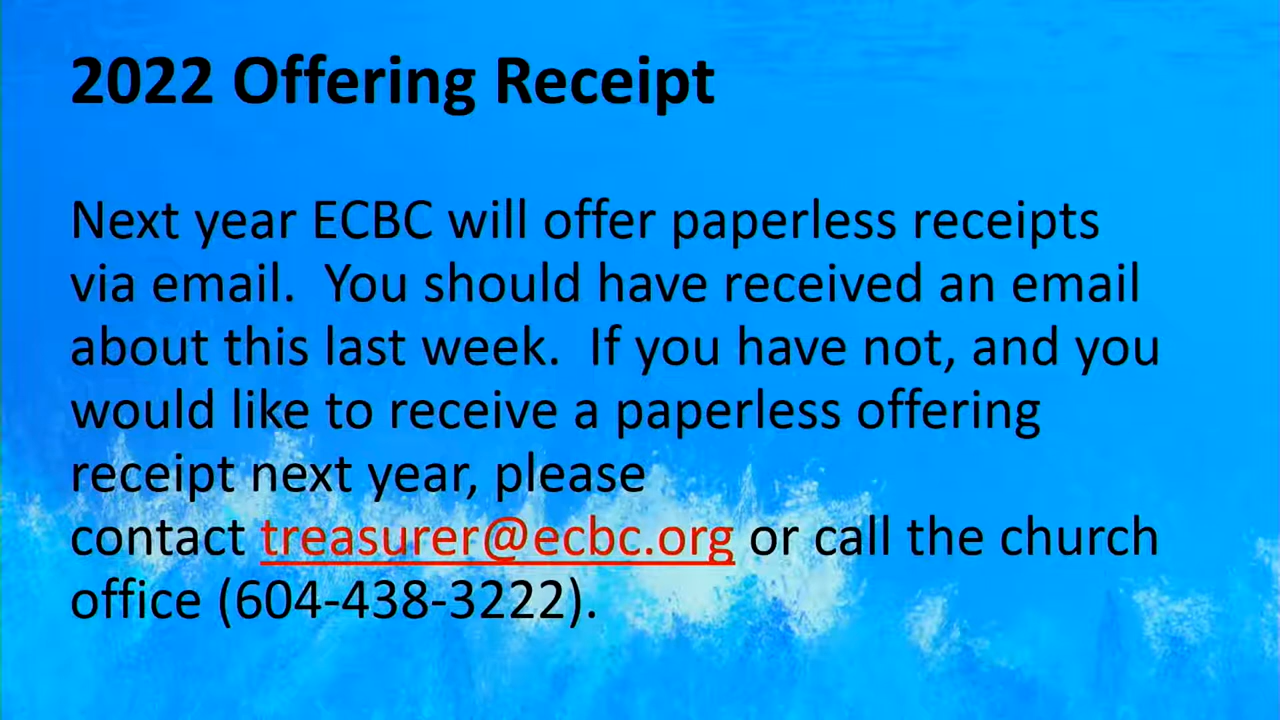 2022 Offering Receipt
Next year ECBC will offer paperless receipts
via email.  You should have received an email
about this last week.  If you have not, and you
would like to receive a paperless offering
receipt next year, please
contact treasurer@ecbc.org or call the church
office (604-438-3222).